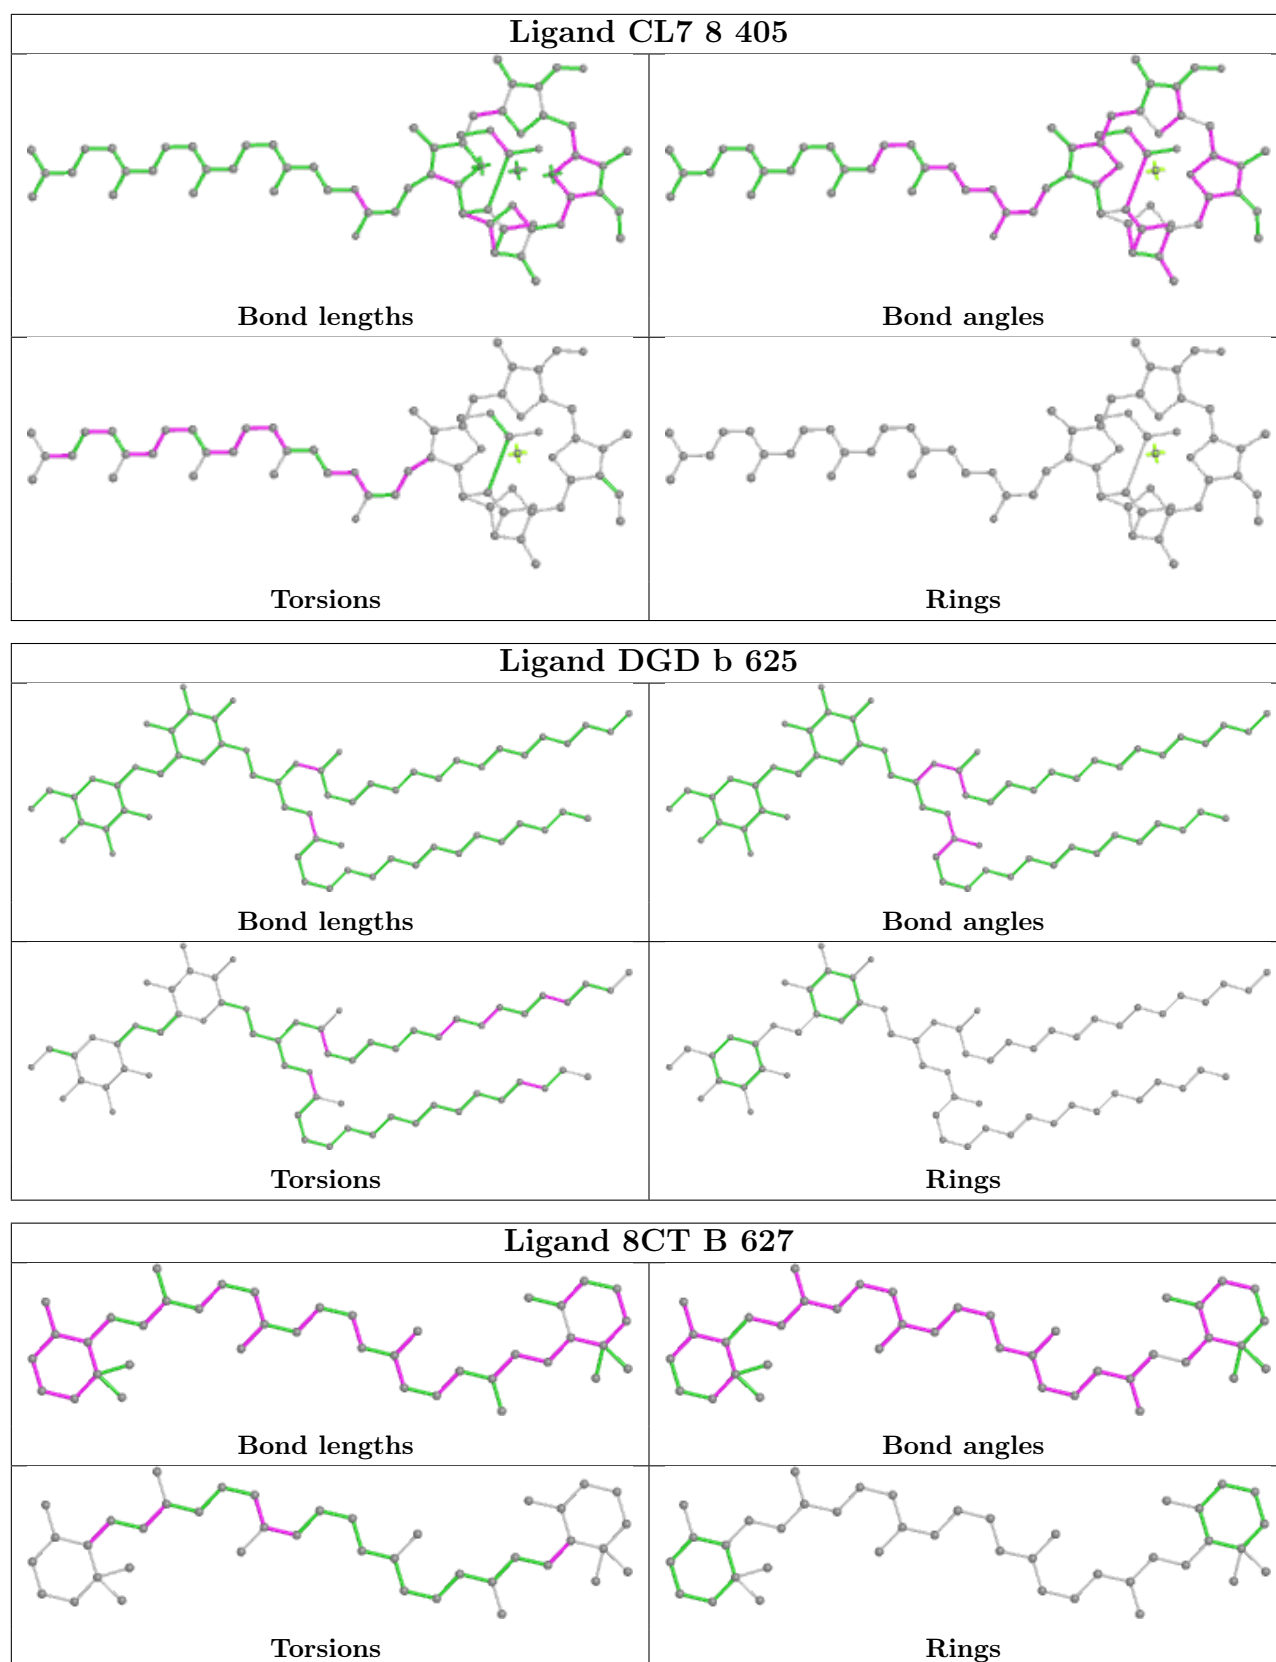 Ligand CL7 8 405
Bond lengths
Bond angles
Torsions
Rings
Ligand DGD b 625
Bond lengths
Bond angles
Torsions
Rings
Ligand 8CT B 627
Bond lengths
Bond angles
Torsions
Rings